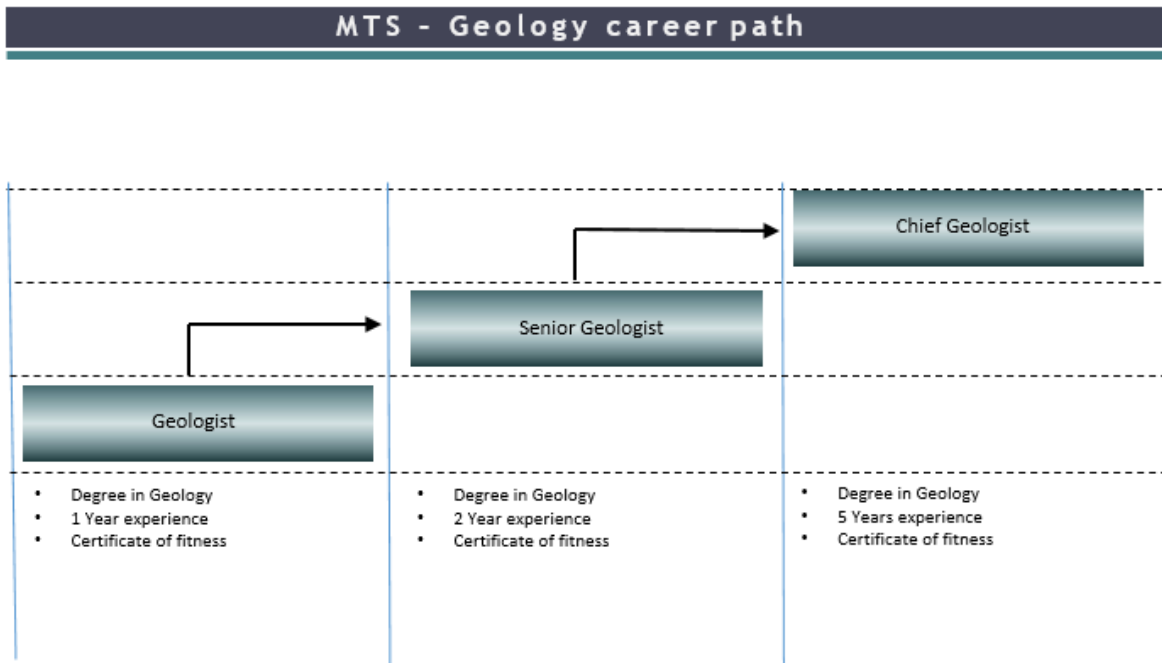 MTS - Geology career path
Chief Geologist
Senior Geologist
Geologist
• Degree in Geology
• 1 Year experience
• Certificate of fitness
• Degree in Geology
• 2 Year experience
• Certificate of fitness
• Degree in Geology
• 5 Years experience
• Certificate of fitness